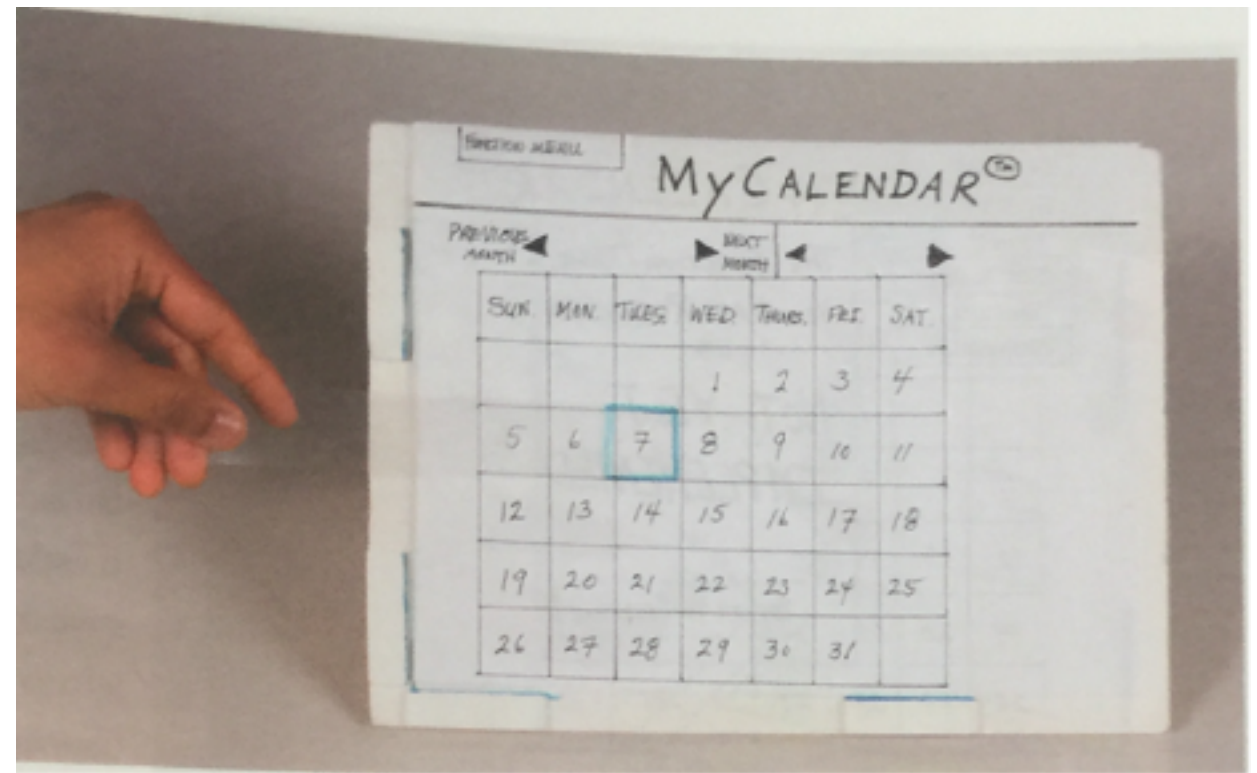 FUNCTION MENU
MyCALENDAR TM
PREVIOUS MONTH NEXT MONTH
SUN. MON. TUES. WED. THURS. FRI. SAT.
1 2 3 4
5 6 7 8 9 10 11
12 13 14 15 16 17 18
19 20 21 22 23 24 25
26 27 28 29 30 31